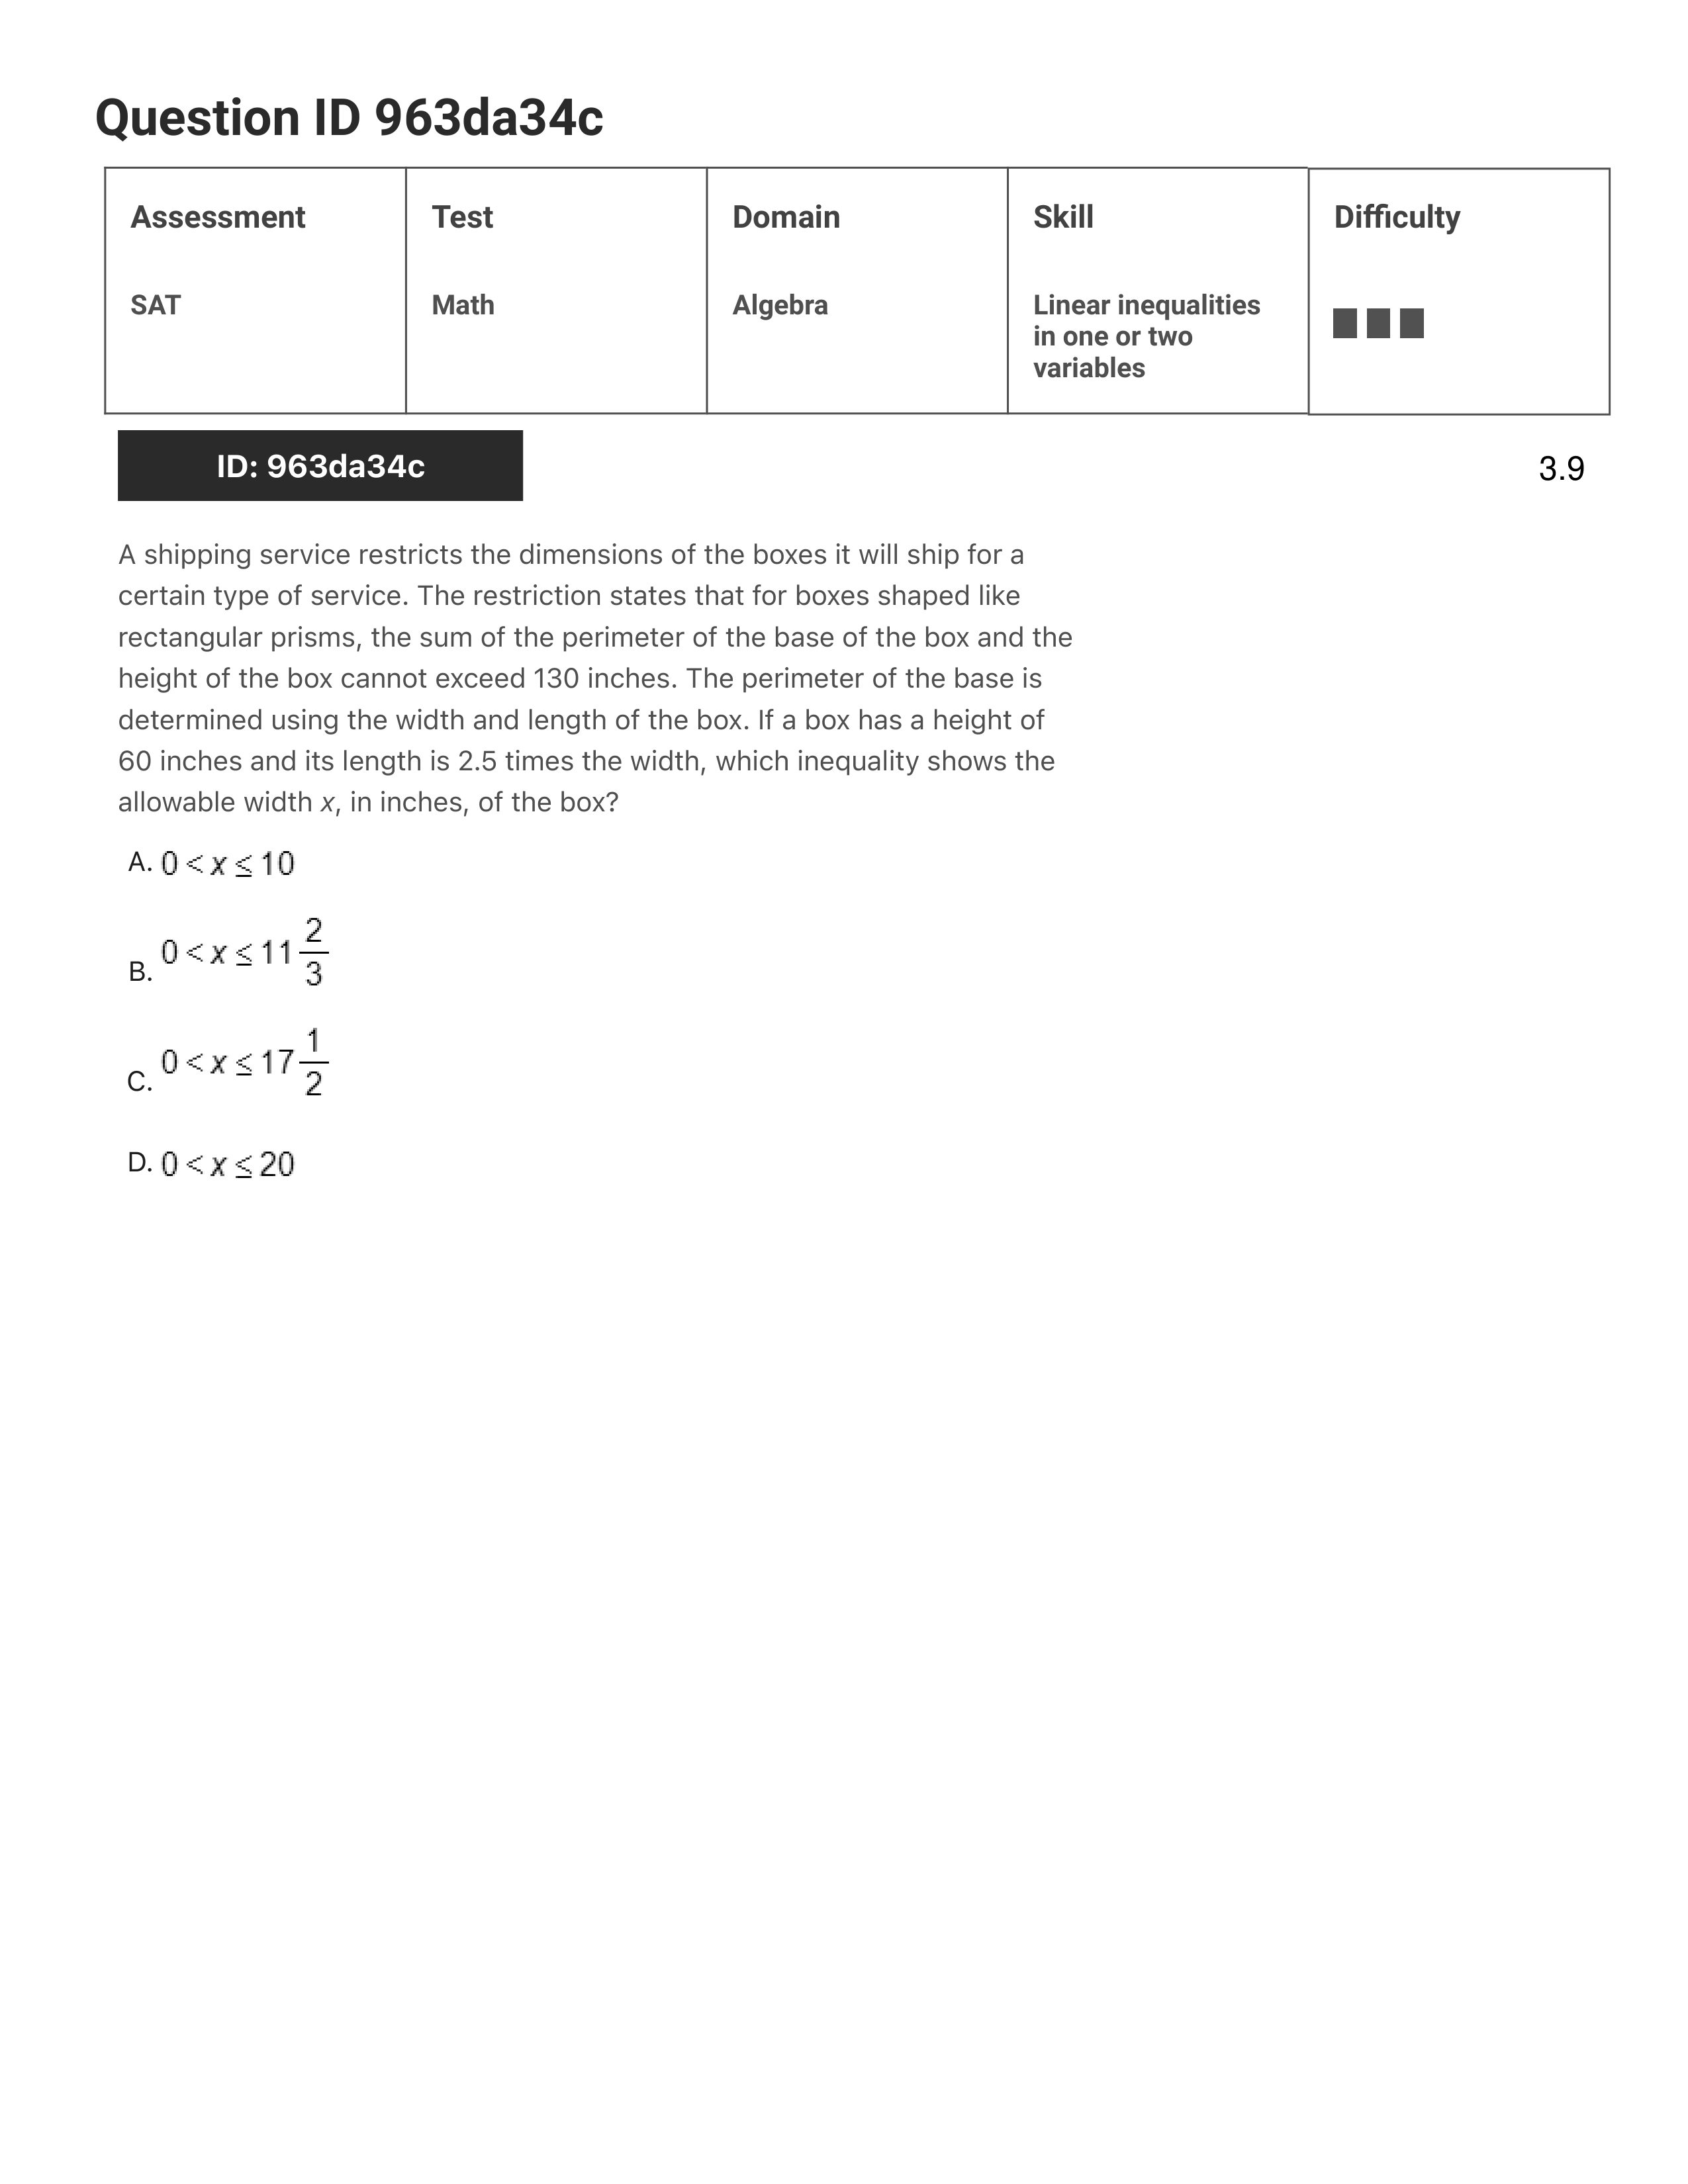 Question ID 963da34c
Assessment Test Domain Skill Difficulty
SAT Math Algebra Linear inequalities
in one or two
variables
ID: 963da34c 3.9
A shipping service restricts the dimensions of the boxes it will ship for a
certain type of service. The restriction states that for boxes shaped like
rectangular prisms, the sum of the perimeter of the base of the box and the
height of the box cannot exceed 130 inches. The perimeter of the base is
determined using the width and length of the box. If a box has a height of
60 inches and its length is 2.5 times the width, which inequality shows the
allowable width x, in inches, of the box?
A. 0 < x ≤ 10
B. 0 < x ≤ 11 2/3
C. 0 < x ≤ 17 1/2
D. 0 < x ≤ 20